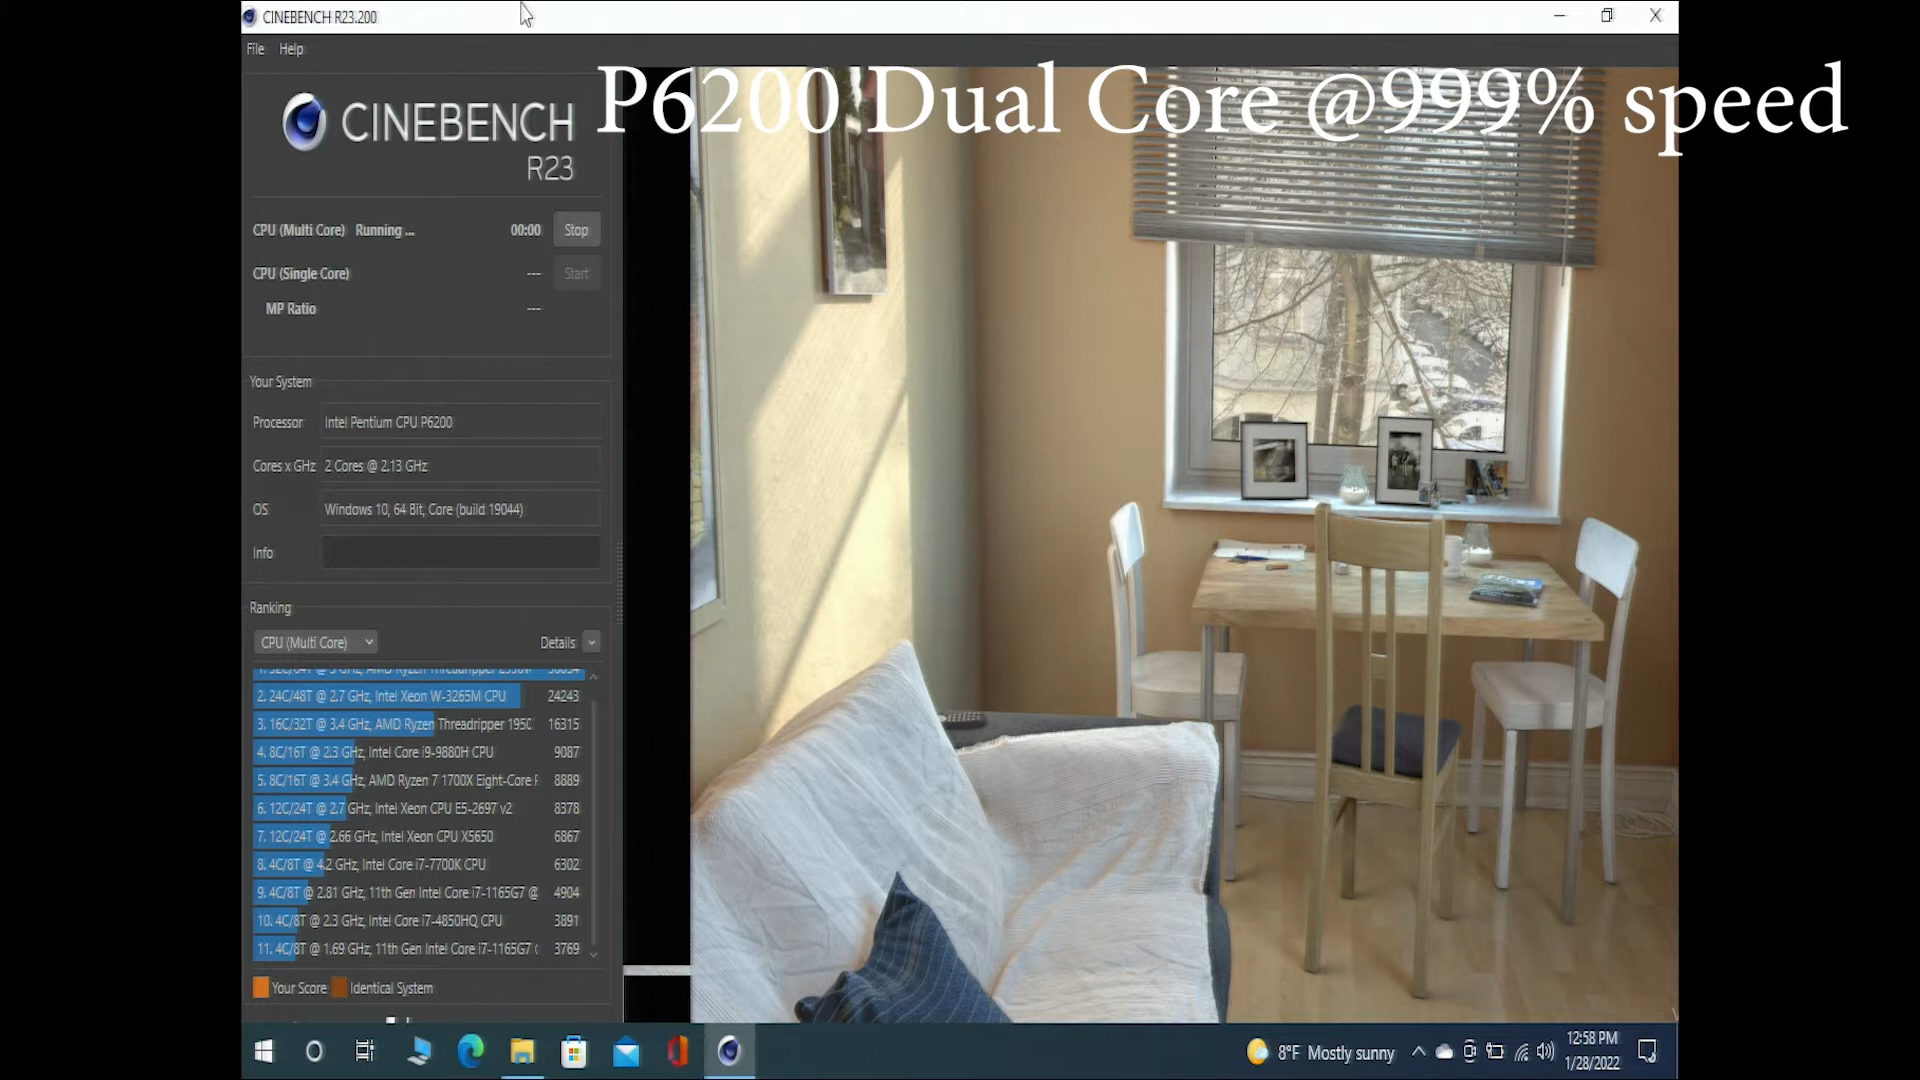 CINEBENCH R23.200
File Help
P6200 Dual Core @999% speed
CINEBENCH
R23
CPU (Multi Core) Running ... 00:00 Stop
CPU (Single Core) --- Start
MP Ratio ---
Your System
Processor Intel Pentium CPU P6200
Cores x GHz 2 Cores @ 2.13 GHz
OS Windows 10, 64 Bit, Core (build 19044)
Info
Ranking
CPU (Multi Core) Details
2. 24C/48T @ 2.7 GHz, Intel Xeon W-3265M CPU 24243
3. 16C/32T @ 3.4 GHz, AMD Ryzen Threadripper 1950 16315
4. 8C/16T @ 2.3 GHz, Intel Core i9-9880H CPU 9087
5. 8C/16T @ 3.4 GHz, AMD Ryzen 7 1700X Eight-Core 8889
6. 12C/24T @ 2.7 GHz, Intel Xeon CPU E5-2697 v2 8378
7. 12C/24T @ 2.66 GHz, Intel Xeon CPU X5650 6867
8. 4C/8T @ 4.2 GHz, Intel Core i7-7700K CPU 6302
9. 4C/8T @ 2.81 GHz, 11th Gen Intel Core i7-1165G7 @ 4904
10. 4C/8T @ 2.3 GHz, Intel Core i7-4850HQ CPU 3891
11. 4C/8T @ 1.69 GHz, 11th Gen Intel Core i7-1165G7 3769
Your Score Identical System
8°F Mostly sunny 12:58 PM
1/28/2022